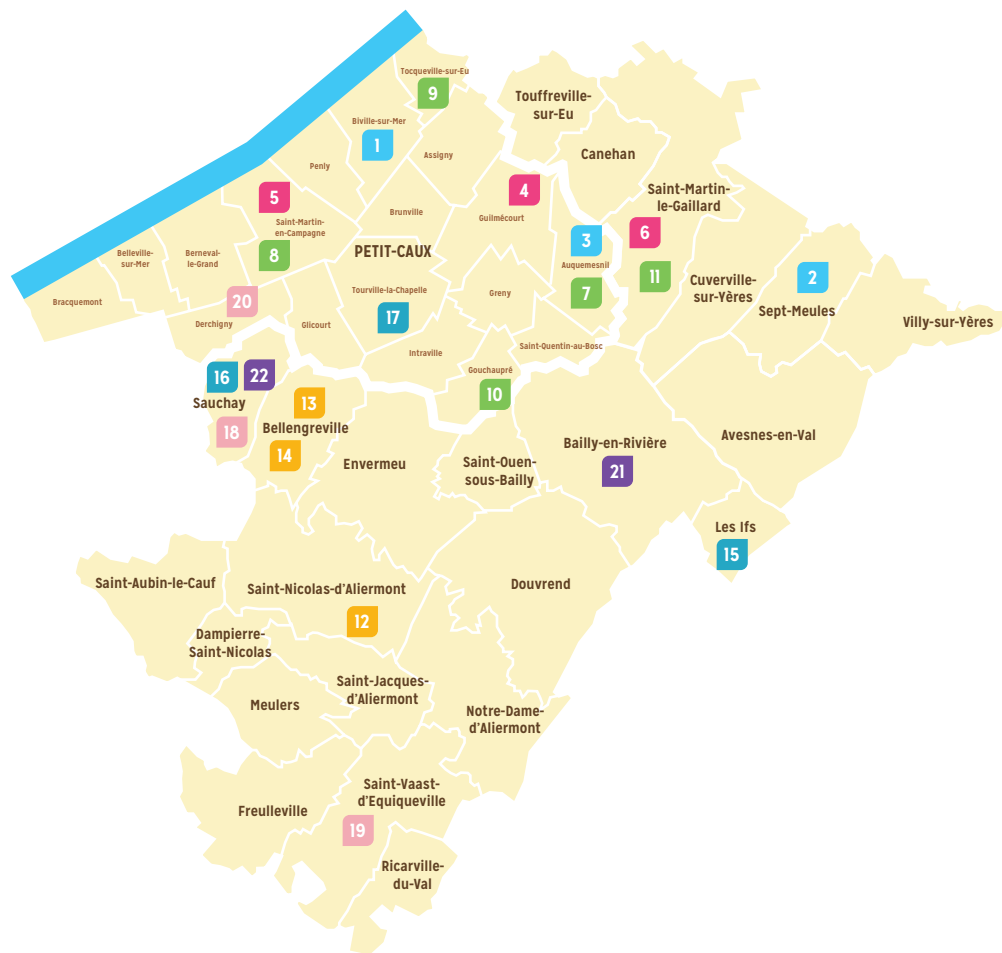 Tocqueville-sur-Eu
9
Touffreville-
sur-Eu
Biville-sur-Mer
1
Assigny
Canehan
Penly
5
4
Saint-Martin-
le-Gaillard
Brunville
Guilmécourt
Saint-Martin-
en-Campagne
6
3
PETIT-CAUX
8
Belleville-
sur-Mer
Berneval-
le-Grand
Auquemesnil
11
2
Cuverville-
sur-Yères
Tourville-la-Chapelle
Greny
7
Bracquemont
20
Sept-Meules
17
Derchigny
Glicourt
Villy-sur-Yères
Saint-Quentin-au-Bosc
Intraville
Gouchaupré
16
22
10
Sauchay
13
18
Bellengreville
14
Bailly-en-Rivière
Avesnes-en-Val
Envermeu
Saint-Ouen-
sous-Bailly
21
Les Ifs
15
Saint-Aubin-le-Cauf
Saint-Nicolas-d'Aliermont
Douvrend
12
Dampierre-
Saint-Nicolas
Saint-Jacques-
d'Aliermont
Meulers
Notre-Dame-
d'Aliermont
Saint-Vaast-
d'Equiqueville
Freulleville
19
Ricarville-
du-Val